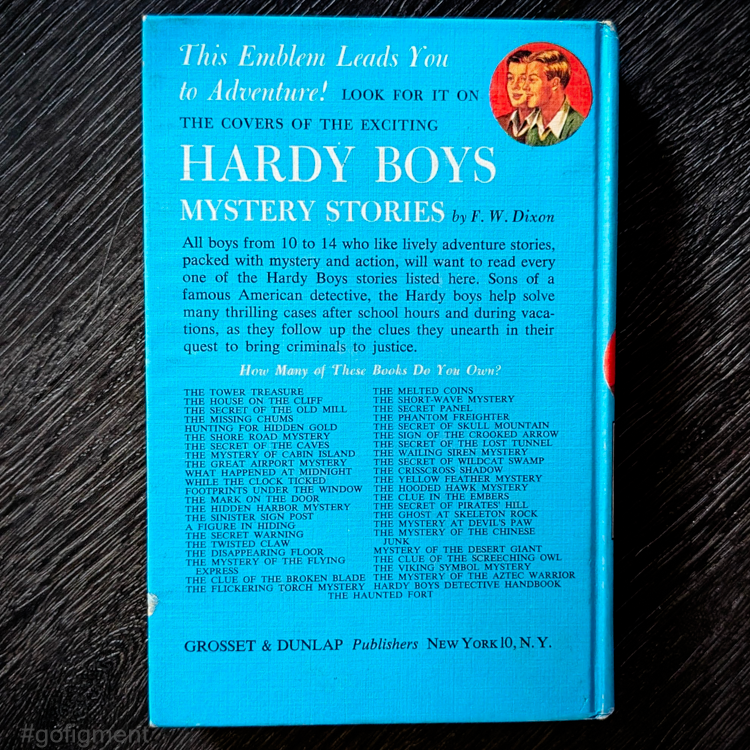 This Emblem Leads You
to Adventure! LOOK FOR IT ON
THE COVERS OF THE EXCITING
HARDY BOYS
MYSTERY STORIES by F. W. Dixon
All boys from 10 to 14 who like lively adventure stories,
packed with mystery and action, will want to read every
one of the Hardy Boys stories listed here. Sons of a
famous American detective, the Hardy boys help solve
many thrilling cases after school hours and during vaca-
tions, as they follow up the clues they unearth in their
quest to bring criminals to justice.
How Many of These Books Do You Own?
THE TOWER TREASURE
THE HOUSE ON THE CLIFF
THE SECRET OF THE OLD MILL
THE MISSING CHUMS
HUNTING FOR HIDDEN GOLD
THE SHORE ROAD MYSTERY
THE SECRET OF THE CAVES
THE MYSTERY OF CABIN ISLAND
THE GREAT AIRPORT MYSTERY
WHAT HAPPENED AT MIDNIGHT
WHILE THE CLOCK TICKED
FOOTPRINTS UNDER THE WINDOW
THE MARK ON THE DOOR
THE HIDDEN HARBOR MYSTERY
THE SINISTER SIGN POST
A FIGURE IN HIDING
THE SECRET WARNING
THE TWISTED CLAW
THE DISAPPEARING FLOOR
THE MYSTERY OF THE FLYING
EXPRESS
THE CLUE OF THE BROKEN BLADE
THE FLICKERING TORCH MYSTERY
THE MELTED COINS
THE SHORT-WAVE MYSTERY
THE SECRET PANEL
THE PHANTOM FREIGHTER
THE SECRET OF SKULL MOUNTAIN
THE SIGN OF THE CROOKED ARROW
THE SECRET OF THE LOST TUNNEL
THE WAILING SIREN MYSTERY
THE SECRET OF WILDCAT SWAMP
THE CRISSCROSS SHADOW
THE YELLOW FEATHER MYSTERY
THE HOODED HAWK MYSTERY
THE CLUE IN THE EMBERS
THE SECRET OF PIRATES' HILL
THE GHOST AT SKELETON ROCK
THE MYSTERY AT DEVIL'S PAW
THE MYSTERY OF THE CHINESE
JUNK
MYSTERY OF THE DESERT GIANT
THE CLUE OF THE SCREECHING OWL
THE VIKING SYMBOL MYSTERY
THE MYSTERY OF THE AZTEC WARRIOR
HARDY BOYS DETECTIVE HANDBOOK
THE HAUNTED FORT
GROSSET & DUNLAP Publishers NEW YORK 10, N. Y.
#gofigment